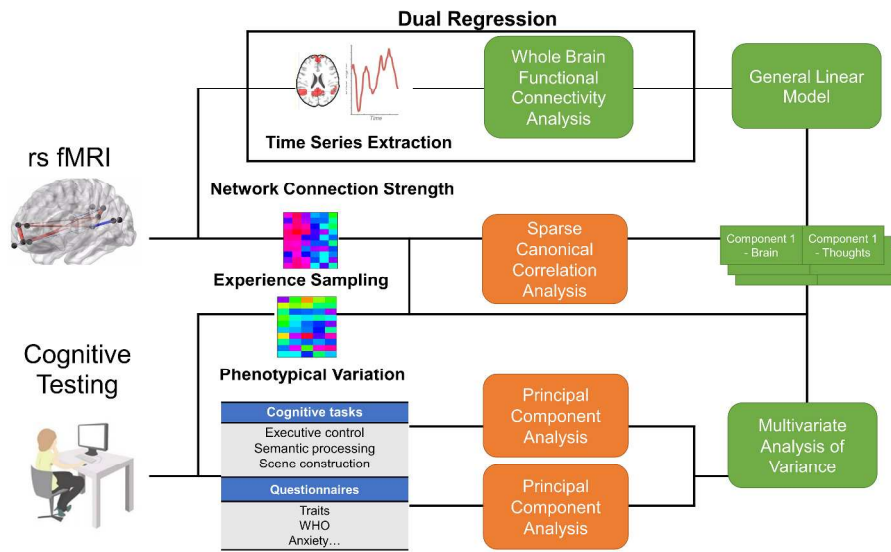 Dual Regression
Whole Brain
Functional
Connectivity
Analysis
General Linear
Model
Time
Time Series Extraction
rs fMRI
Network Connection Strength
Sparse
Canonical
Correlation
Analysis
Component 1
- Brain
Component 1
- Thoughts
Experience Sampling
Cognitive
Testing
Phenotypical Variation
Cognitive tasks
Executive control
Semantic processing
Scene construction
Principal
Component
Analysis
Multivariate
Analysis of
Variance
Questionnaires
Traits
WHO
Anxiety…
Principal
Component
Analysis